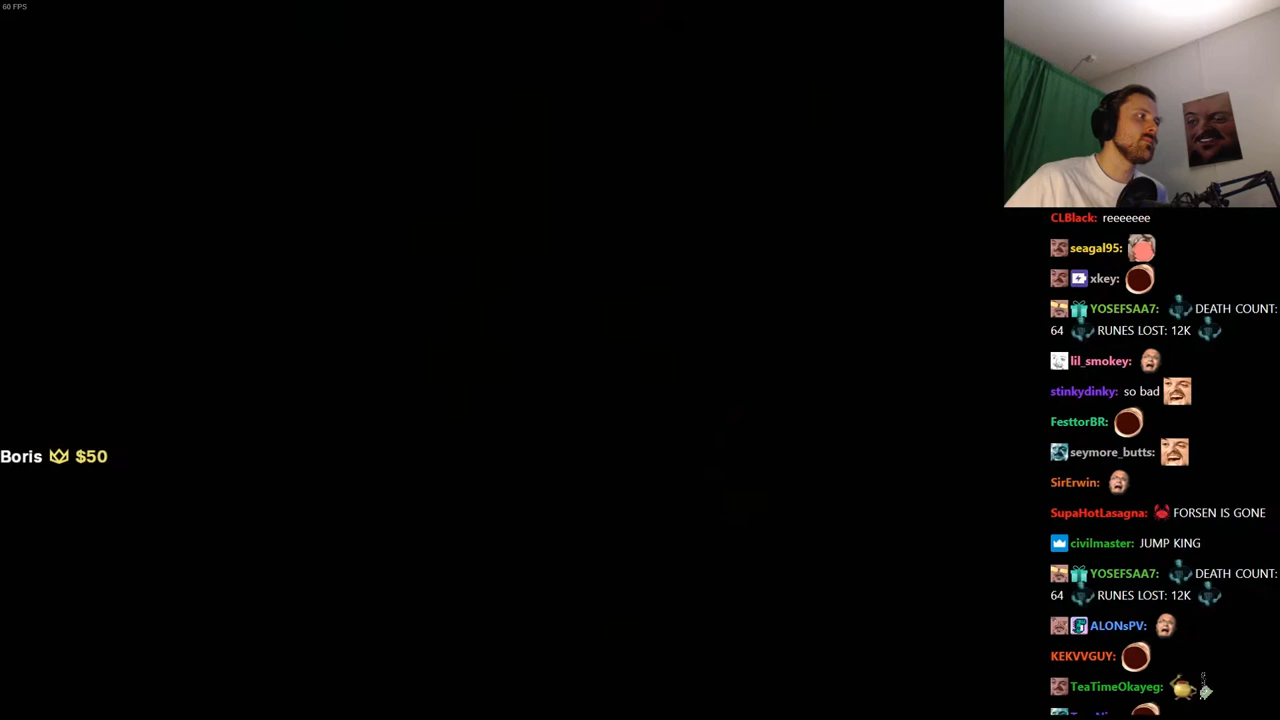 60 FPS
CLBlack: reeeeeee
seagal95:
xkey:
YOSEFSAA7: DEATH COUNT:
64 RUNES LOST: 12K
lil_smokey:
stinkydinky: so bad
FesttorBR:
seymore_butts:
Boris $50
SirErwin:
SupaHotLasagna: FORSEN IS GONE
civilmaster: JUMP KING
YOSEFSAA7: DEATH COUNT:
64 RUNES LOST: 12K
ALONsPV:
KEKVVGUY:
TeaTimeOkayeg: